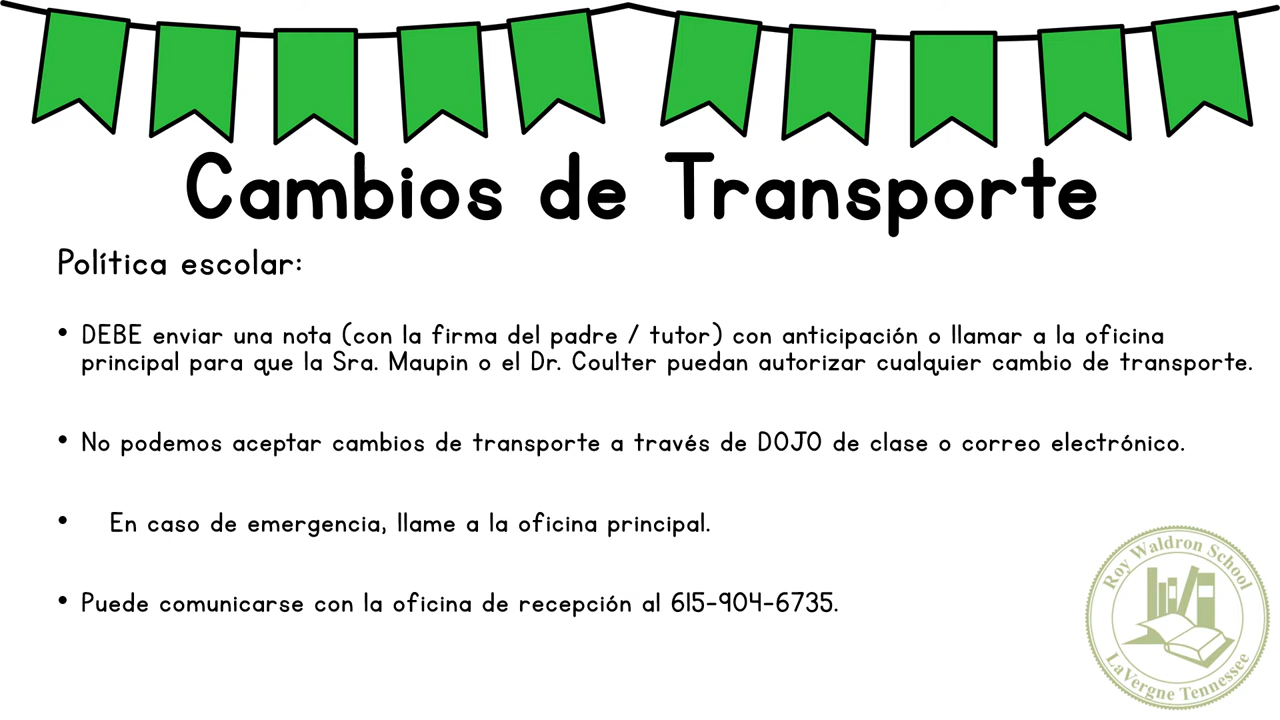 Cambios de Transporte
Política escolar:
• DEBE enviar una nota (con la firma del padre / tutor) con anticipación o llamar a la oficina
principal para que la Sra. Maupin o el Dr. Coulter puedan autorizar cualquier cambio de transporte.
• No podemos aceptar cambios de transporte a través de DOJO de clase o correo electrónico.
• En caso de emergencia, llame a la oficina principal.
• Puede comunicarse con la oficina de recepción al 615-904-6735.
Roy Waldron School
LaVergne Tennessee